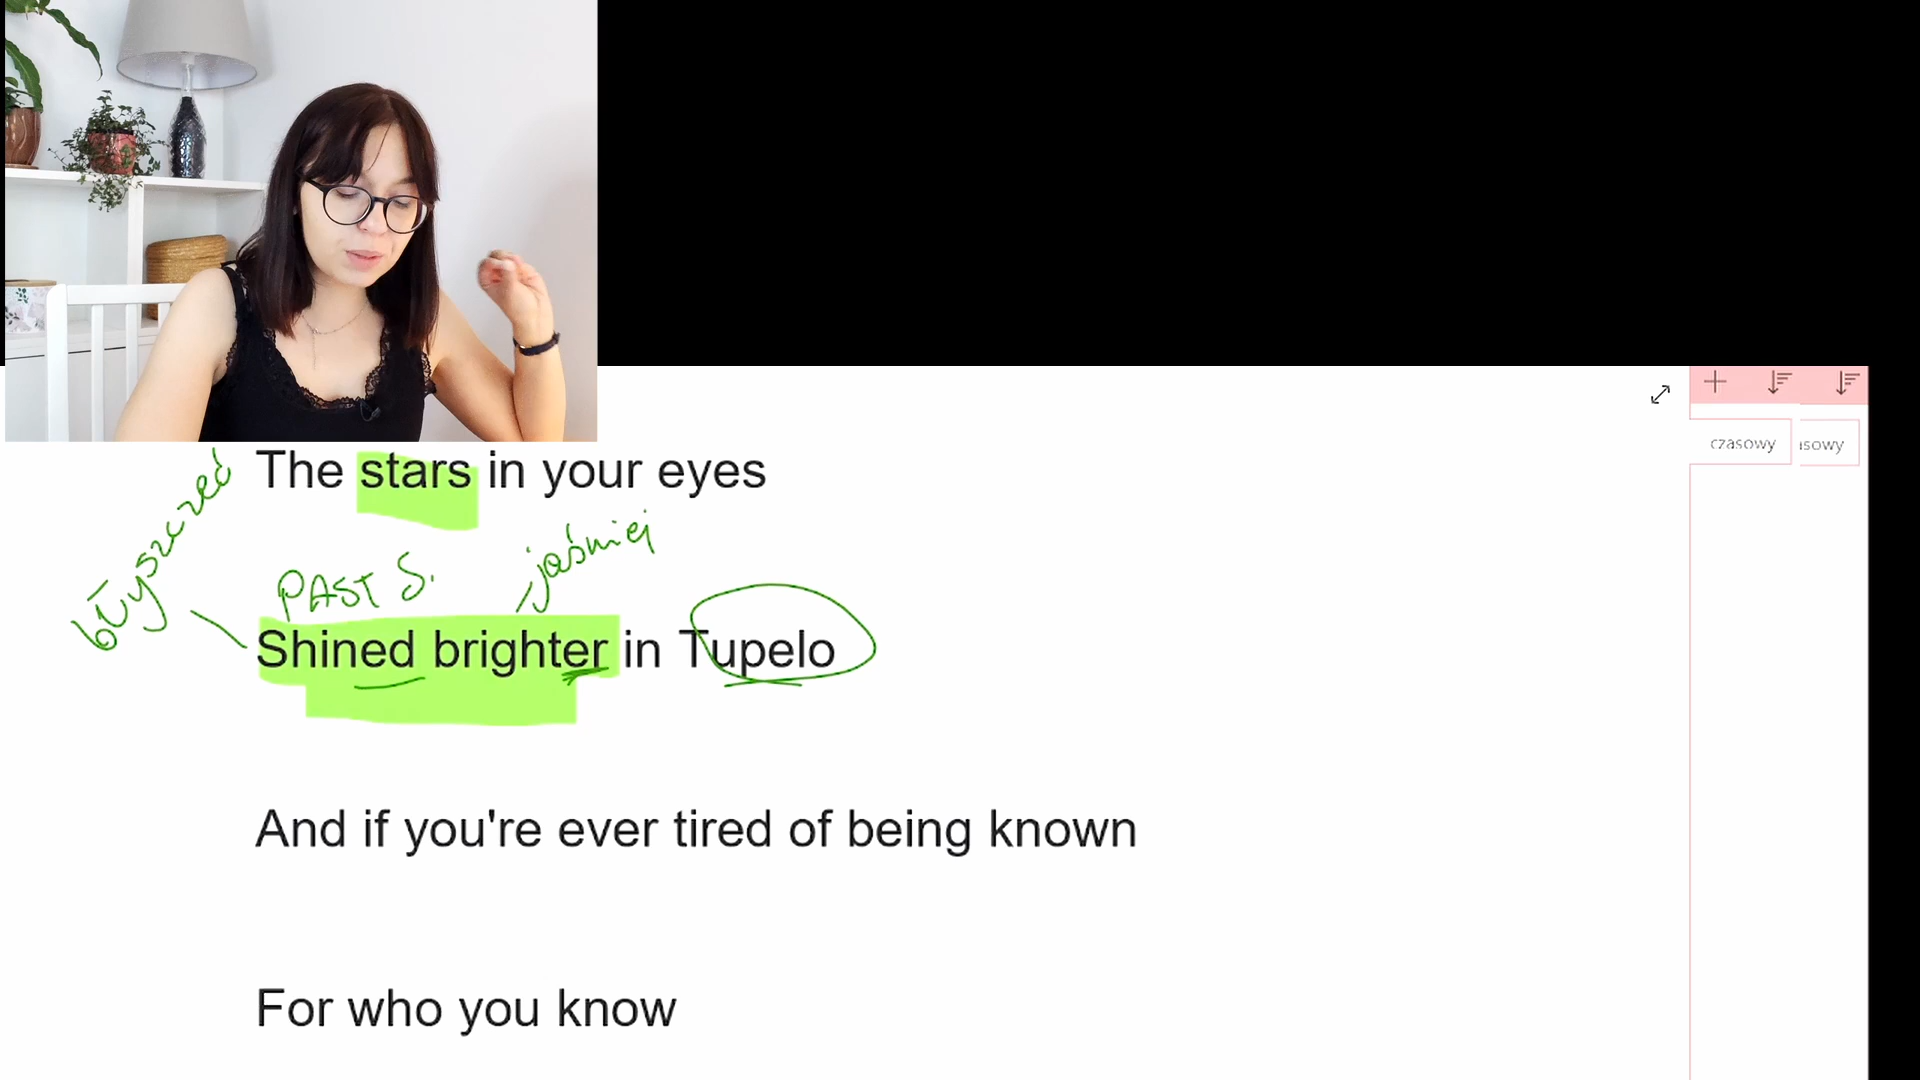 czasowy
asowy
The stars in your eyes
błyszczeć
jaśniej
PAST S.
Shined brighter in Tupelo
And if you're ever tired of being known
For who you know